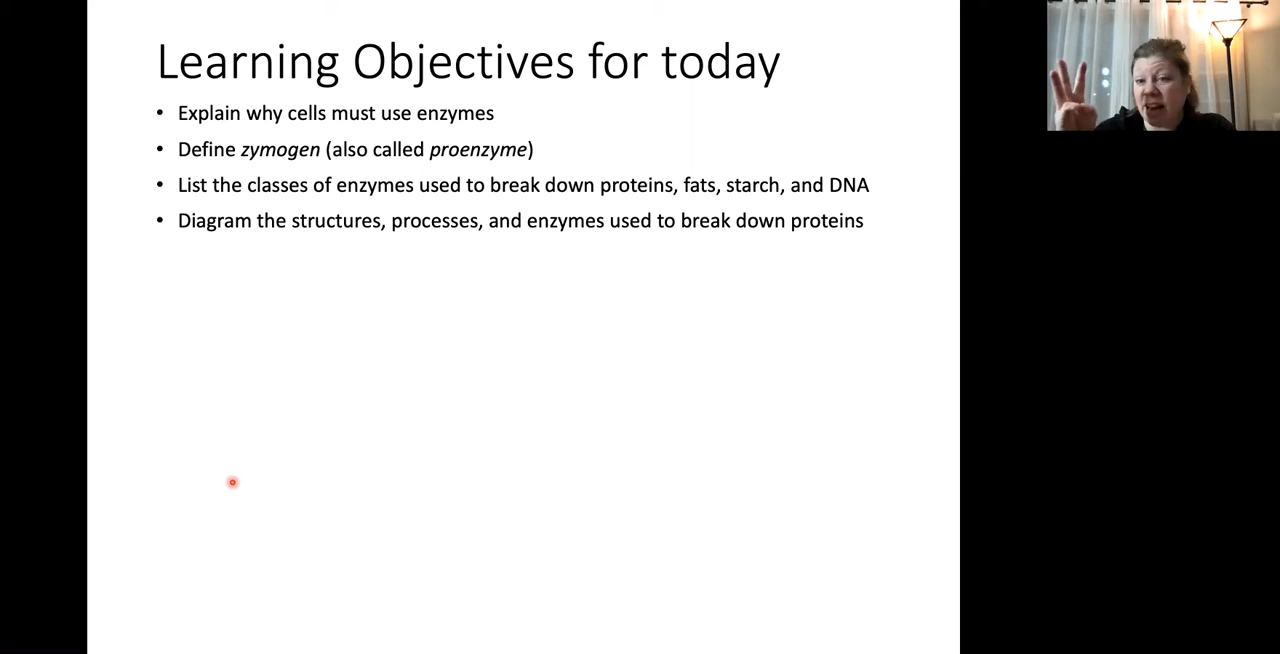 Learning Objectives for today
• Explain why cells must use enzymes
• Define zymogen (also called proenzyme)
• List the classes of enzymes used to break down proteins, fats, starch, and DNA
• Diagram the structures, processes, and enzymes used to break down proteins